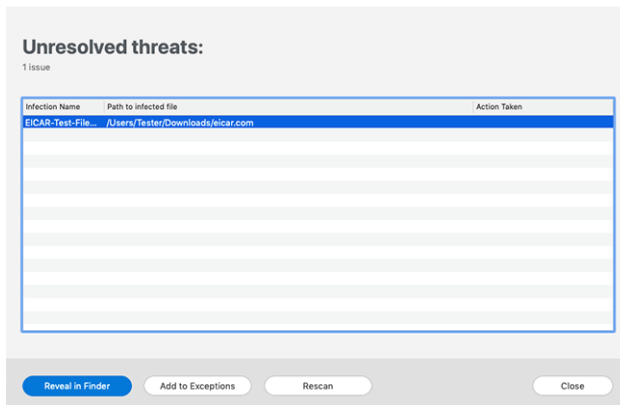 Unresolved threats:
1 issue
Infection Name Path to infected file Action Taken
EICAR-Test-File... /Users/Tester/Downloads/eicar.com
Reveal in Finder Add to Exceptions Rescan Close